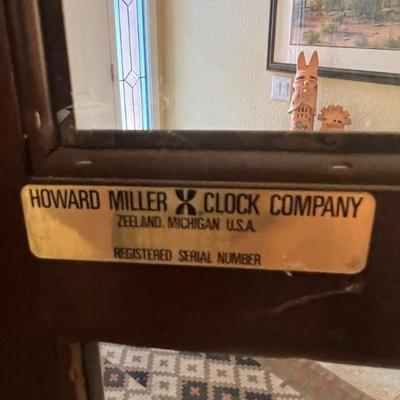 HOWARD MILLER CLOCK COMPANY
ZEELAND, MICHIGAN U.S.A.
REGISTERED SERIAL NUMBER